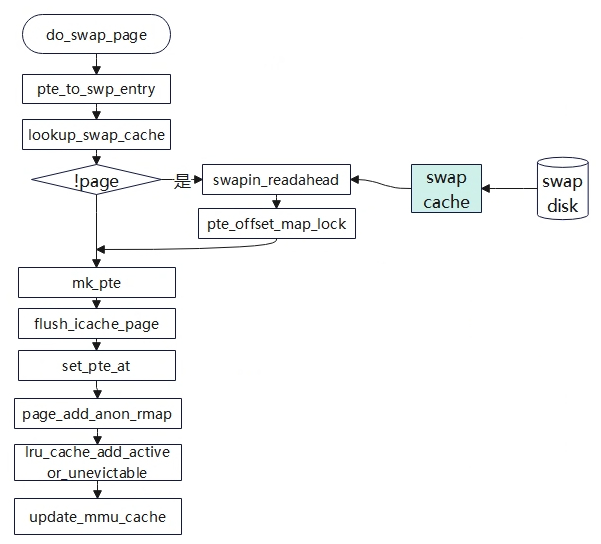 do_swap_page
pte_to_swp_entry
lookup_swap_cache
!page
是
swapin_readahead
swap
cache
swap
disk
pte_offset_map_lock
mk_pte
flush_icache_page
set_pte_at
page_add_anon_rmap
lru_cache_add_active
or_unevictable
update_mmu_cache